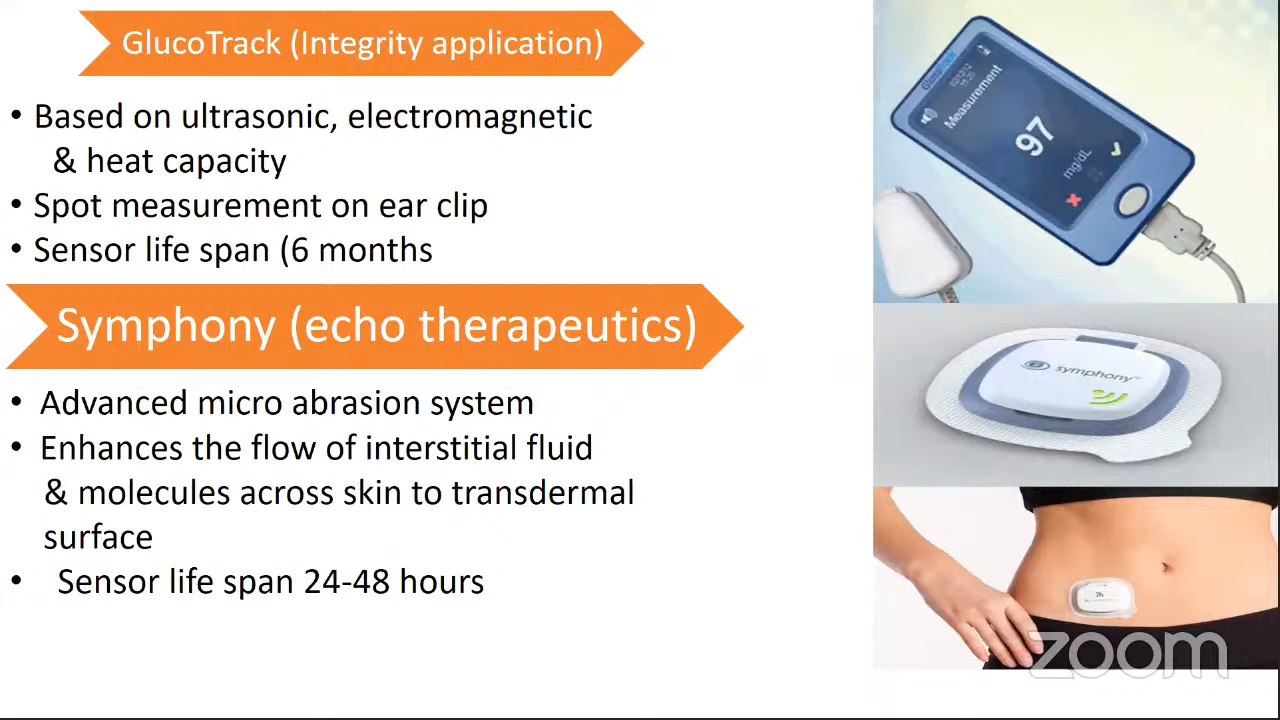 GlucoTrack (Integrity application)
• Based on ultrasonic, electromagnetic
& heat capacity
• Spot measurement on ear clip
• Sensor life span (6 months
Symphony (echo therapeutics)
• Advanced micro abrasion system
• Enhances the flow of interstitial fluid
& molecules across skin to transdermal
surface
• Sensor life span 24-48 hours
Measurement
97
mg/dL
symphony
zoom